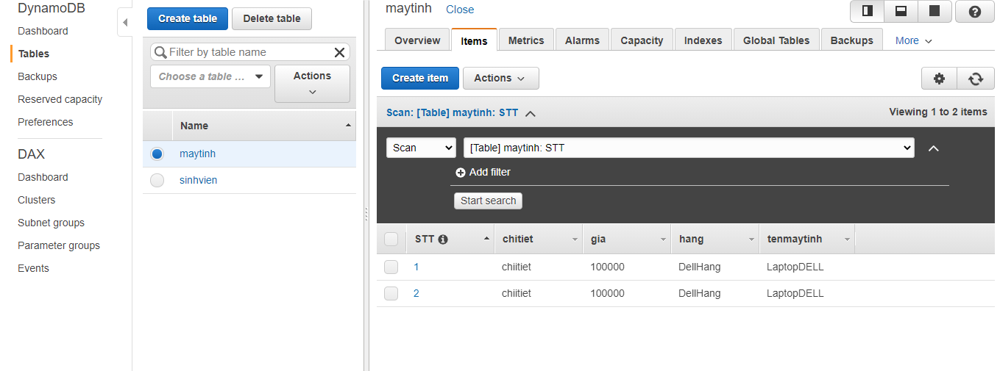 DynamoDB
Dashboard
Tables
Backups
Reserved capacity
Preferences
DAX
Dashboard
Clusters
Subnet groups
Parameter groups
Events
Create table
Delete table
Filter by table name
Choose a table ...
Actions
Name
maytinh
sinhvien
maytinh Close
Overview Items Metrics Alarms Capacity Indexes Global Tables Backups More
Create item Actions
Scan: [Table] maytinh: STT
Viewing 1 to 2 items
Scan [Table] maytinh: STT
Add filter
Start search
STT chitiet gia hang tenmaytinh
1 chiitiet 100000 DellHang LaptopDELL
2 chiitiet 100000 DellHang LaptopDELL